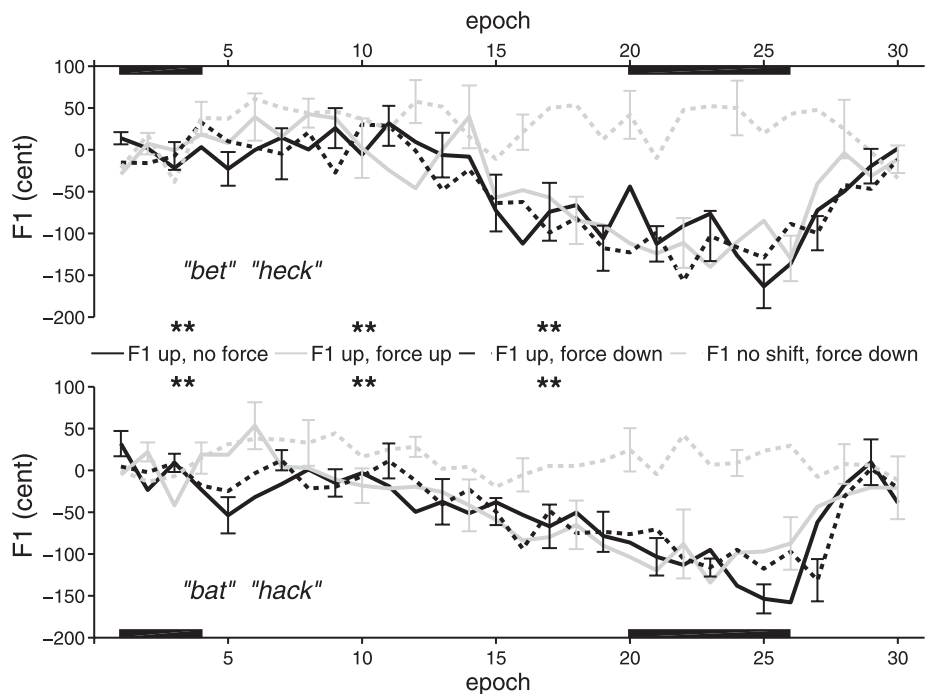 epoch
5 10 15 20 25 30
100
50
0
−50
−100
−150
−200
F1 (cent)
"bet" "heck"
** ** **
F1 up, no force F1 up, force up F1 up, force down F1 no shift, force down
** ** **
100
50
0
−50
−100
−150
−200
F1 (cent)
"bat" "hack"
5 10 15 20 25 30
epoch